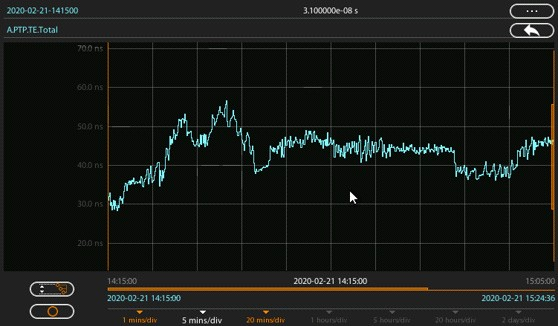 2020-02-21-141500 3.100000e-08 s ...
A.PTP.TE.Total
70.0 ns
60.0 ns
50.0 ns
40.0 ns
30.0 ns
20.0 ns
14:15:00 2020-02-21 14:15:00 15:05:00
2020-02-21 14:15:00 2020-02-21 15:24:36
1 mins/div 5 mins/div 20 mins/div 1 hours/div 5 hours/div 20 hours/div 2 days/div